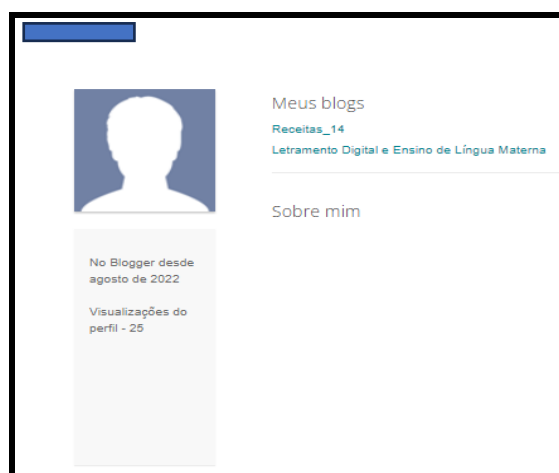 Meus blogs
Receitas_14
Letramento Digital e Ensino de Língua Materna
Sobre mim
No Blogger desde
agosto de 2022
Visualizações do
perfil - 25